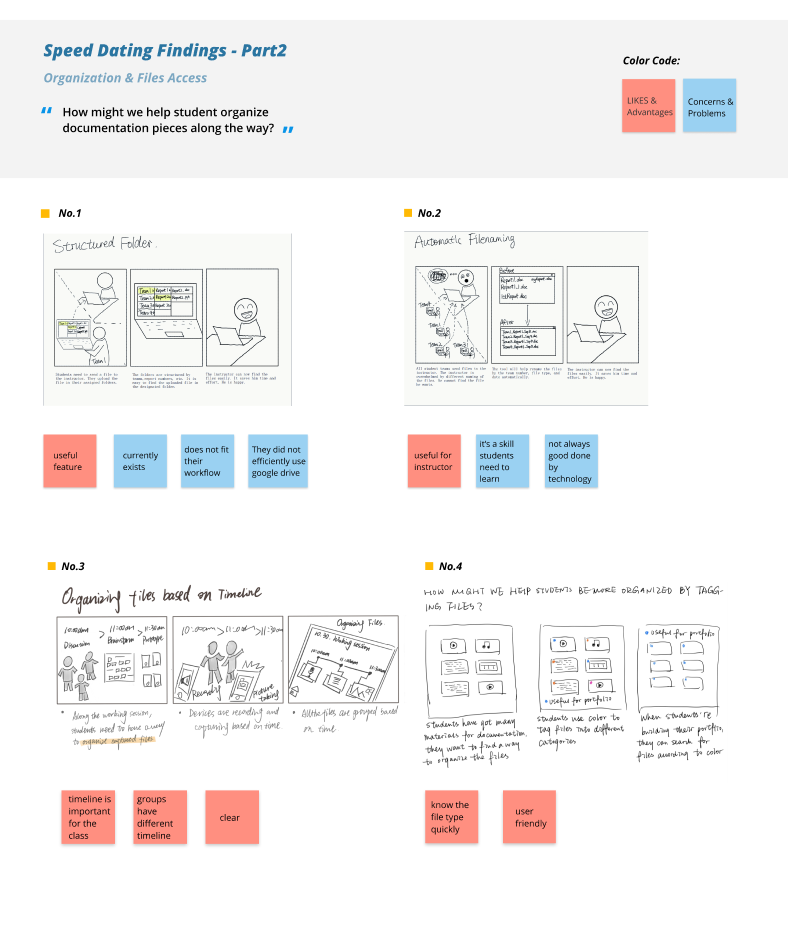 Speed Dating Findings - Part2
Organization & Files Access
“ How might we help student organize
documentation pieces along the way? ”
Color Code:
LIKES &
Advantages
Concerns &
Problems
No.1
Structured Folder.
Team 1
Students need to send a file to
the instructor. They upload the
file to their assigned folders.
The folders are structured by
easy to find the uploaded file in
the designated folder.
The instructor can now find the
files easily. It saves him time and
effort. He is happy.
useful
feature
currently
exists
does not fit
their
workflow
They did not
efficiently use
google drive
No.2
Automatic Filenaming
Before
After
All student teams send files to the
instructor. The instructor is
overwhelmed by different naming of
the files. He cannot find the file
he wants.
The tool will help rename the files
by the team number, file type, and
date automatically.
The instructor can now find the
files easily. It saves him time and
effort. He is happy.
useful for
instructor
it's a skill
students
need to
learn
not always
good done
by
technology
No.3
Organizing files based on Timeline
10:00am > 11:00am > 11:30am
Discussion Brainstorm Prototype
10:00am > 11:00am > 11:30am
Recording
Picture
taking
Organizing Files
10.30 Working session
10:00am
11:00am
11:30am
• Along the working session,
students need to have a way
to organize captured files
• Devices are recording and
capturing based on time.
• All the files are grouped based
on time.
timeline is
important
for the
class
groups
have
different
timeline
clear
No.4
HOW MIGHT WE HELP STUDENTS BE MORE ORGANIZED BY TAGG-
ING FILES?
useful for portfolio
useful for portfolio
students have got many
materials for documentation,
they want to find a way
to organize the files
students use color to
tag files into different
categories
When students're
building their portfolio,
they can search for
files according to color
know the
file type
quickly
user
friendly